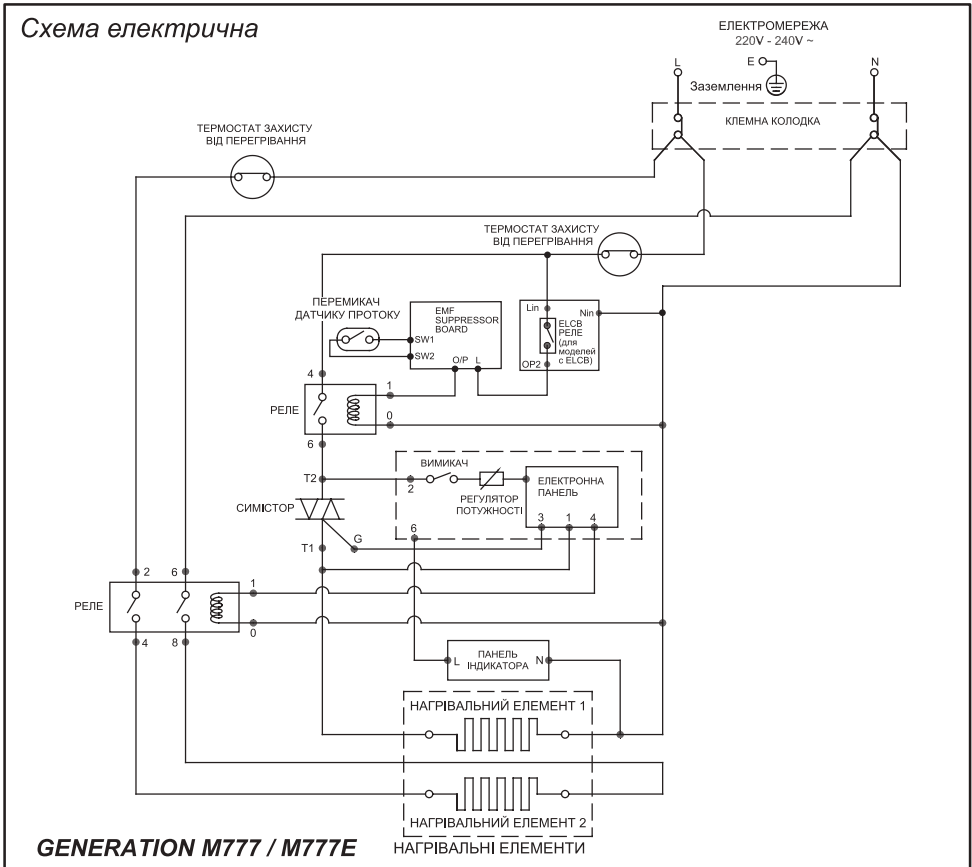 Схема електрична
ЕЛЕКТРОМЕРЕЖА
220V - 240V ~
L
E
N
Заземлення
КЛЕМНА КОЛОДКА
ТЕРМОСТАТ ЗАХИСТУ
ВІД ПЕРЕГРІВАННЯ
ТЕРМОСТАТ ЗАХИСТУ
ВІД ПЕРЕГРІВАННЯ
ПЕРЕМИКАЧ
ДАТЧИКУ ПРОТОКУ
EMF
SUPPRESSOR
BOARD
SW1
SW2
O/P L
Lin
Nin
ELCB
РЕЛЕ
(для
моделей
с ELCB)
OP2
4
1
РЕЛЕ
0
6
T2
2
ВИМИКАЧ
РЕГУЛЯТОР
ПОТУЖНОСТІ
ЕЛЕКТРОННА
ПАНЕЛЬ
3 1 4
СИМІСТОР
6
G
T1
2 6
1
РЕЛЕ
0
4 8
L
ПАНЕЛЬ
ІНДИКАТОРА
N
НАГРІВАЛЬНИЙ ЕЛЕМЕНТ 1
НАГРІВАЛЬНИЙ ЕЛЕМЕНТ 2
НАГРІВАЛЬНІ ЕЛЕМЕНТИ
GENERATION M777 / M777E